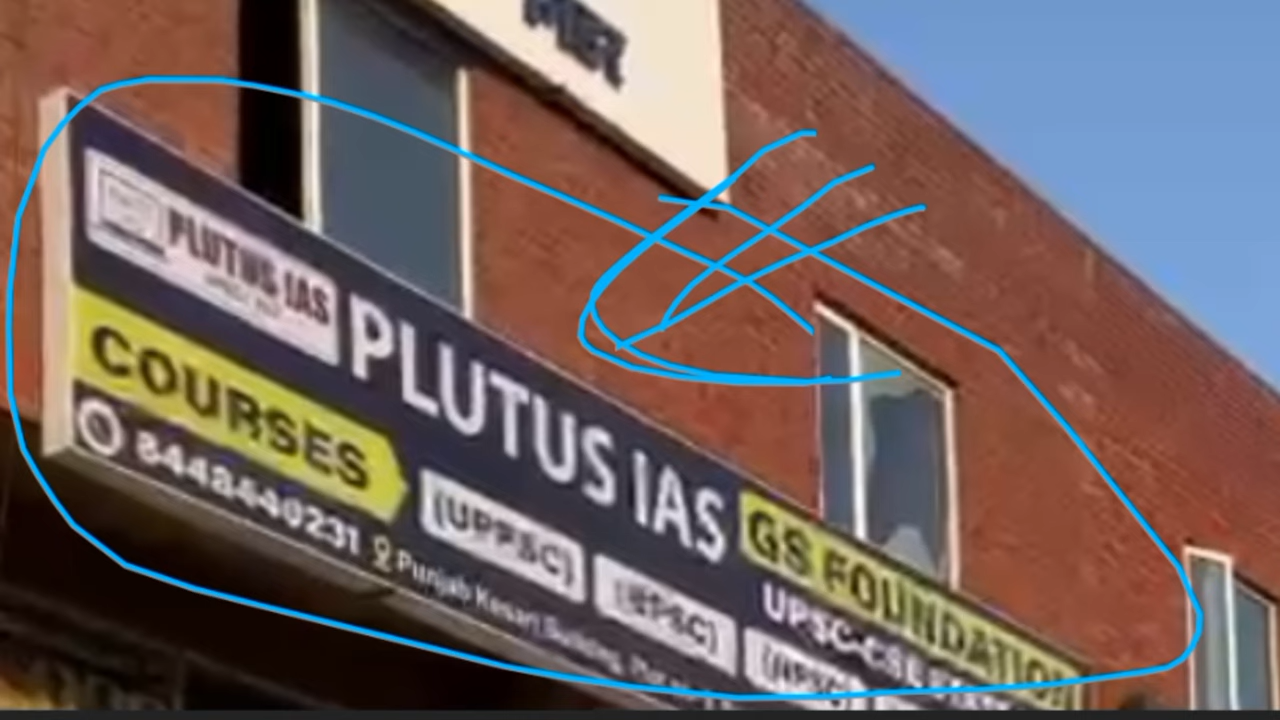 PLUTUS IAS
PLUTUS IAS
GS FOUNDATION
COURSES
(UPPSC)
(UPSC)
UPSC-CSE
8448440231
Punjab Kesari Building,